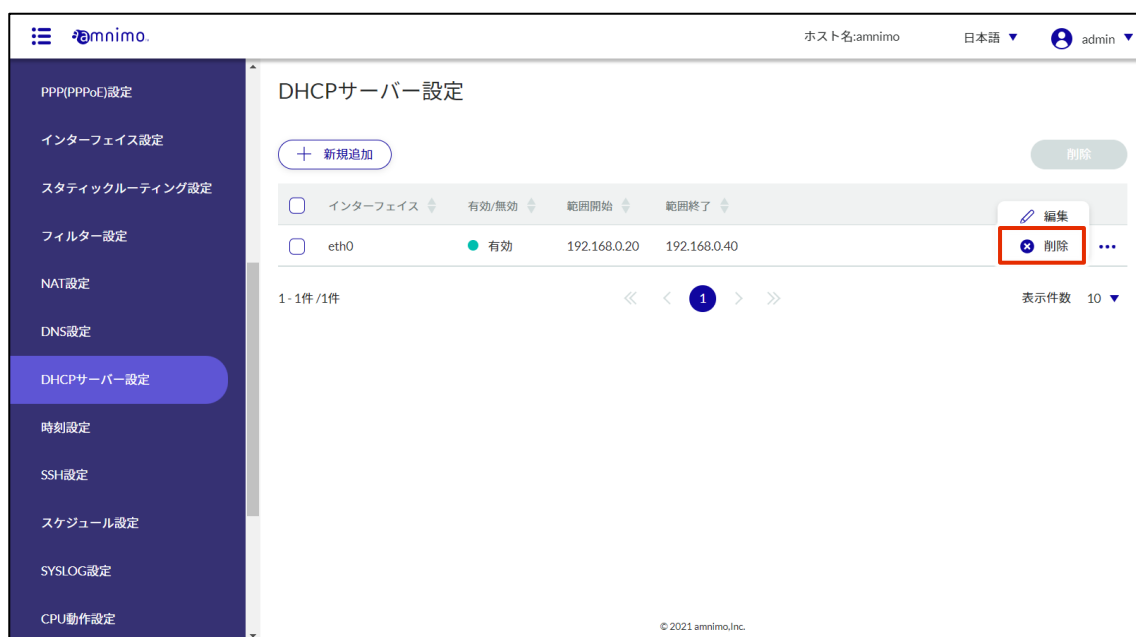 amnimo.
ホスト名:amnimo
日本語 ▼
admin ▼
PPP(PPPoE)設定
インターフェイス設定
スタティックルーティング設定
フィルター設定
NAT設定
DNS設定
DHCPサーバー設定
時刻設定
SSH設定
スケジュール設定
SYSLOG設定
CPU動作設定
DHCPサーバー設定
+ 新規追加
削除
インターフェイス 有効/無効 範囲開始 範囲終了
編集
eth0 有効 192.168.0.20 192.168.0.40
削除 •••
1 - 1件 /1件
≪ < 1 > ≫
表示件数 10 ▼
© 2021 amnimo,Inc.